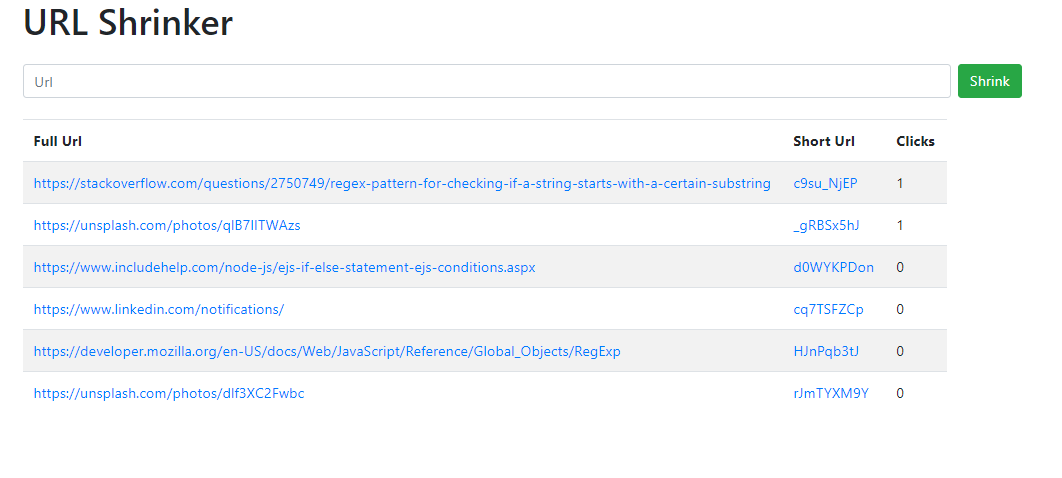 URL Shrinker
Url Shrink
Full Url Short Url Clicks
https://stackoverflow.com/questions/2750749/regex-pattern-for-checking-if-a-string-starts-with-a-certain-substring c9su_NjEP 1
https://unsplash.com/photos/qIB7IITWAzs _gRBSx5hJ 1
https://www.includehelp.com/node-js/ejs-if-else-statement-ejs-conditions.aspx d0WYKPDon 0
https://www.linkedin.com/notifications/ cq7TSFZCp 0
https://developer.mozilla.org/en-US/docs/Web/JavaScript/Reference/Global_Objects/RegExp HJnPqb3tJ 0
https://unsplash.com/photos/dIf3XC2Fwbc rJmTYXM9Y 0